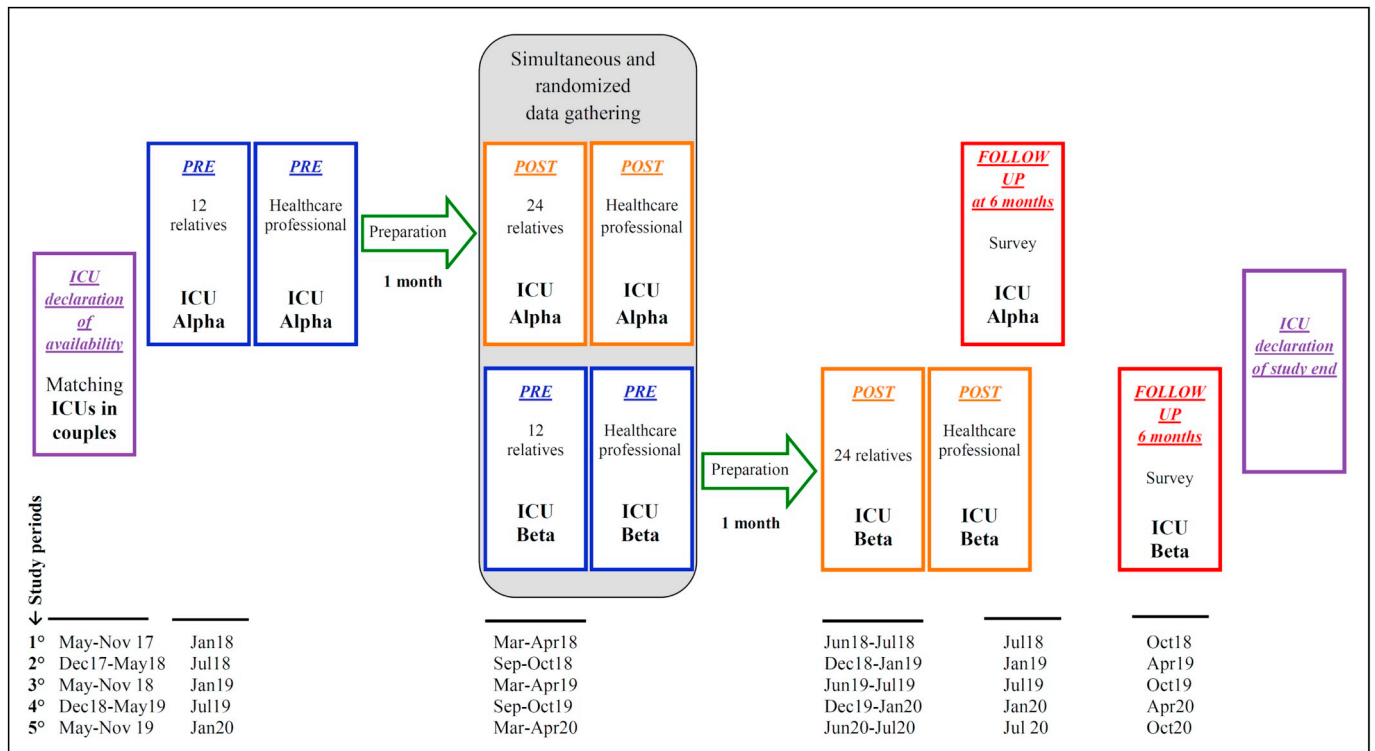 Simultaneous and
randomized
data gathering
ICU
declaration
of
availability
Matching
ICUs in
couples
PRE
12
relatives
ICU
Alpha
PRE
Healthcare
professional
ICU
Alpha
Preparation
1 month
POST
24
relatives
ICU
Alpha
POST
Healthcare
professional
ICU
Alpha
PRE
12
relatives
ICU
Beta
PRE
Healthcare
professional
ICU
Beta
Preparation
1 month
POST
24 relatives
ICU
Beta
POST
Healthcare
professional
ICU
Beta
FOLLOW
UP
at 6 months
Survey
ICU
Alpha
FOLLOW
UP
6 months
Survey
ICU
Beta
ICU
declaration
of study end
← Study periods
1° May-Nov 17 Jan18 Mar-Apr18 Jun18-Jul18 Jul18 Oct18
2° Dec17-May18 Jul18 Sep-Oct18 Dec18-Jan19 Jan19 Apr19
3° May-Nov 18 Jan19 Mar-Apr19 Jun19-Jul19 Jul19 Oct19
4° Dec18-May19 Jul19 Sep-Oct19 Dec19-Jan20 Jan20 Apr20
5° May-Nov 19 Jan20 Mar-Apr20 Jun20-Jul20 Jul 20 Oct20